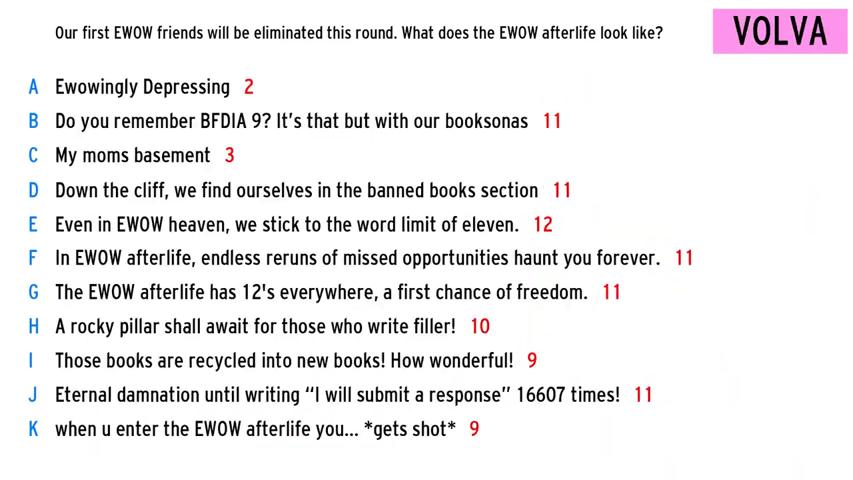 Our first EWOW friends will be eliminated this round. What does the EWOW afterlife look like?
VOLVA
A Ewowingly Depressing 2
B Do you remember BFDIA 9? It's that but with our booksonas 11
C My moms basement 3
D Down the cliff, we find ourselves in the banned books section 11
E Even in EWOW heaven, we stick to the word limit of eleven. 12
F In EWOW afterlife, endless reruns of missed opportunities haunt you forever. 11
G The EWOW afterlife has 12's everywhere, a first chance of freedom. 11
H A rocky pillar shall await for those who write filler! 10
I Those books are recycled into new books! How wonderful! 9
J Eternal damnation until writing “I will submit a response” 16607 times! 11
K when u enter the EWOW afterlife you... *gets shot* 9